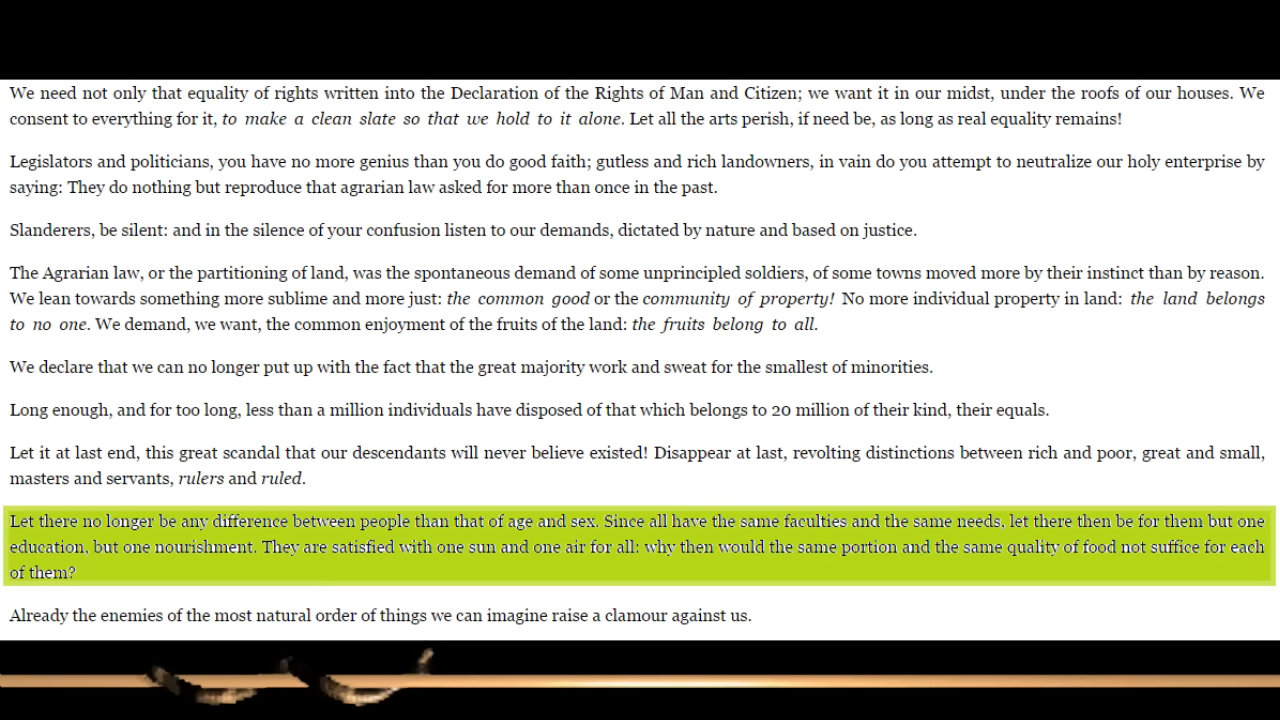 We need not only that equality of rights written into the Declaration of the Rights of Man and Citizen; we want it in our midst, under the roofs of our houses. We
consent to everything for it, to make a clean slate so that we hold to it alone. Let all the arts perish, if need be, as long as real equality remains!
Legislators and politicians, you have no more genius than you do good faith; gutless and rich landowners, in vain do you attempt to neutralize our holy enterprise by
saying: They do nothing but reproduce that agrarian law asked for more than once in the past.
Slanderers, be silent: and in the silence of your confusion listen to our demands, dictated by nature and based on justice.
The Agrarian law, or the partitioning of land, was the spontaneous demand of some unprincipled soldiers, of some towns moved more by their instinct than by reason.
We lean towards something more sublime and more just: the common good or the community of property! No more individual property in land: the land belongs
to no one. We demand, we want, the common enjoyment of the fruits of the land: the fruits belong to all.
We declare that we can no longer put up with the fact that the great majority work and sweat for the smallest of minorities.
Long enough, and for too long, less than a million individuals have disposed of that which belongs to 20 million of their kind, their equals.
Let it at last end, this great scandal that our descendants will never believe existed! Disappear at last, revolting distinctions between rich and poor, great and small,
masters and servants, rulers and ruled.
Let there no longer be any difference between people than that of age and sex. Since all have the same faculties and the same needs, let there then be for them but one
education, but one nourishment. They are satisfied with one sun and one air for all: why then would the same portion and the same quality of food not suffice for each
of them?
Already the enemies of the most natural order of things we can imagine raise a clamour against us.